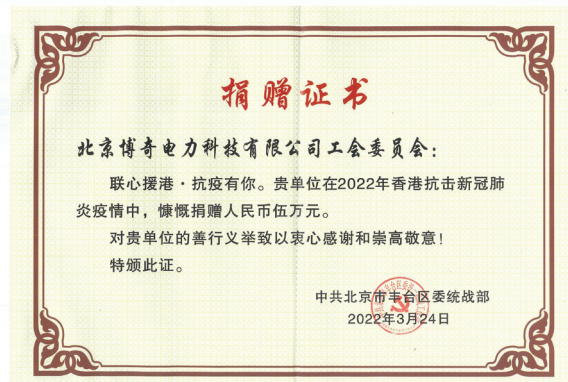 捐赠证书
北京博奇电力科技有限公司工会委员会：
联心援港·抗疫有你。贵单位在2022年香港抗击新冠肺
炎疫情中，慷慨捐赠人民币伍万元。
对贵单位的善行义举致以衷心感谢和崇高敬意！
特颁此证。
中共北京市丰台区委统战部
2022年3月24日